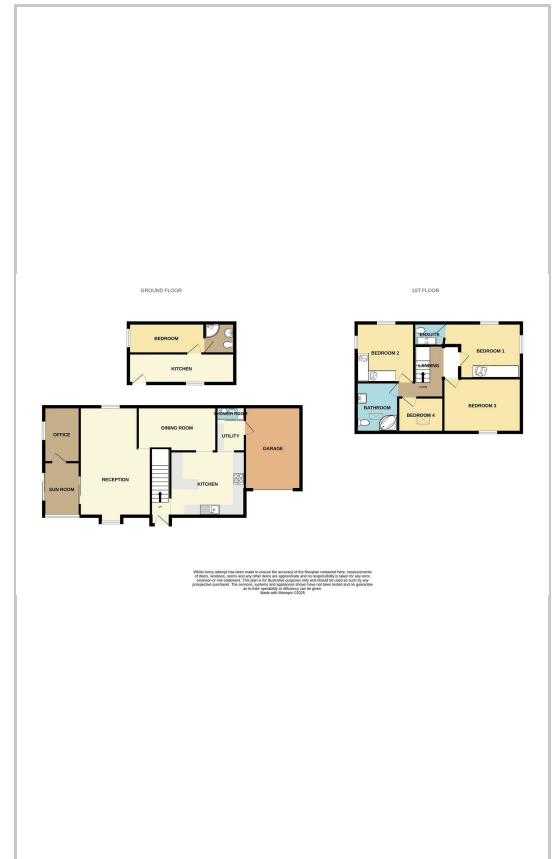 GROUND FLOOR
1ST FLOOR
BEDROOM
KITCHEN
OFFICE
SUN ROOM
RECEPTION
DINING ROOM
UP
SHOWER ROOM
UTILITY
KITCHEN
GARAGE
BEDROOM 2
ENSUITE
BEDROOM 1
LANDING
DOWN
BATHROOM
BEDROOM 4
BEDROOM 3
Whilst every attempt has been made to ensure the accuracy of the floorplan contained here, measurements
of doors, windows, rooms and any other items are approximate and no responsibility is taken for any error,
omission or mis-statement. This plan is for illustrative purposes only and should be used as such by any
prospective purchaser. The services, systems and appliances shown have not been tested and no guarantee
as to their operability or efficiency can be given.
Made with Metropix ©2025